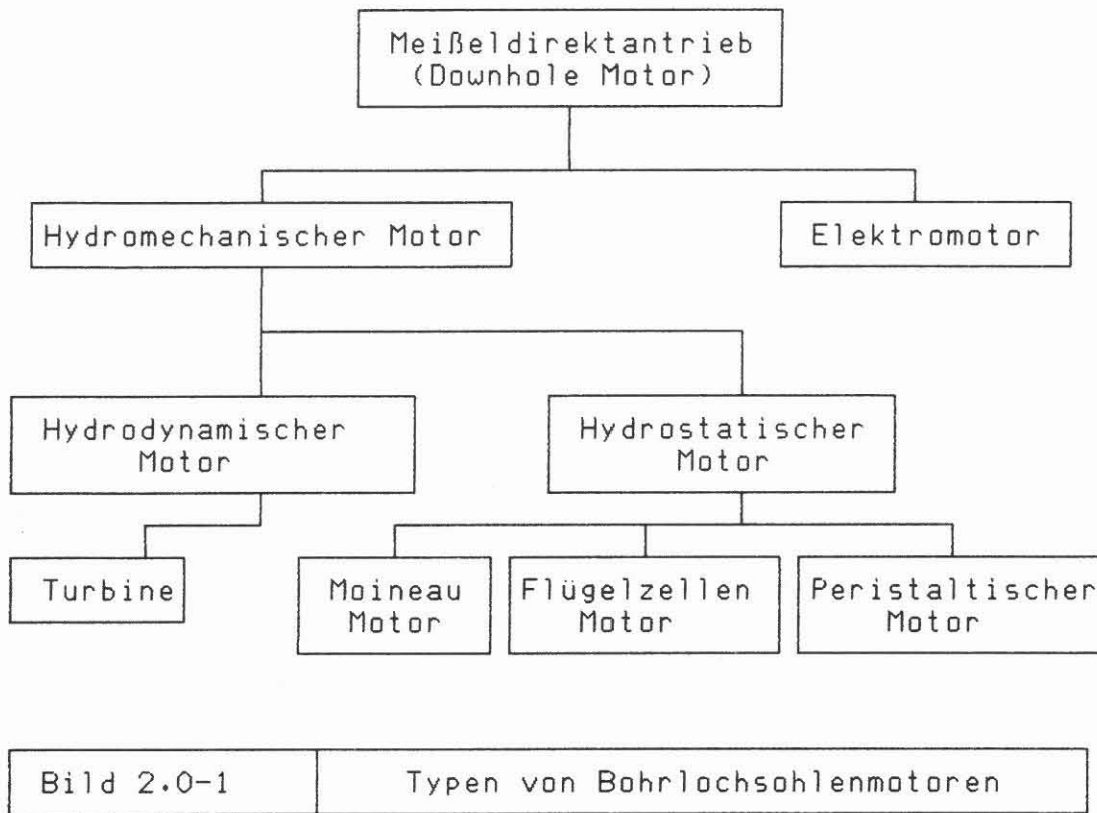 Meißeldirektantrieb
(Downhole Motor)
Hydromechanischer Motor
Elektromotor
Hydrodynamischer
Motor
Hydrostatischer
Motor
Turbine
Moineau
Motor
Flügelzellen
Motor
Peristaltischer
Motor
Bild 2.0-1
Typen von Bohrlochsohlenmotoren